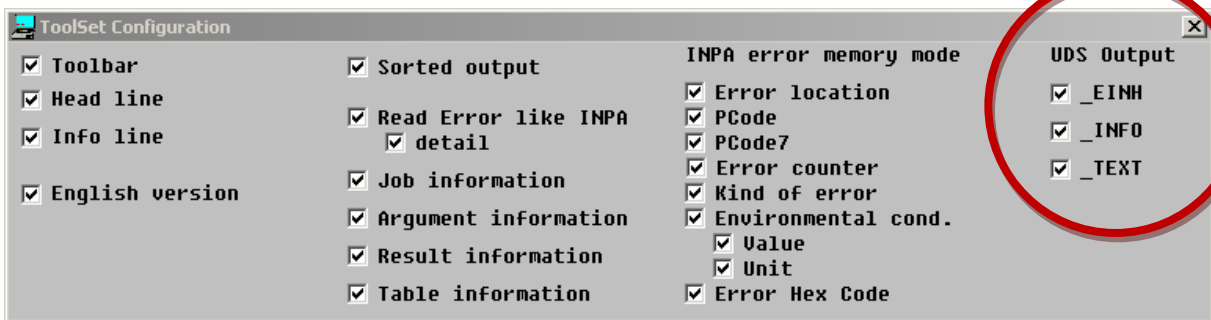 ToolSet Configuration
Toolbar
Head line
Info line
English version
Sorted output
Read Error like INPA
detail
Job information
Argument information
Result information
Table information
INPA error memory mode
Error location
PCode
PCode7
Error counter
Kind of error
Environmental cond.
Value
Unit
Error Hex Code
UDS Output
_EINH
_INFO
_TEXT